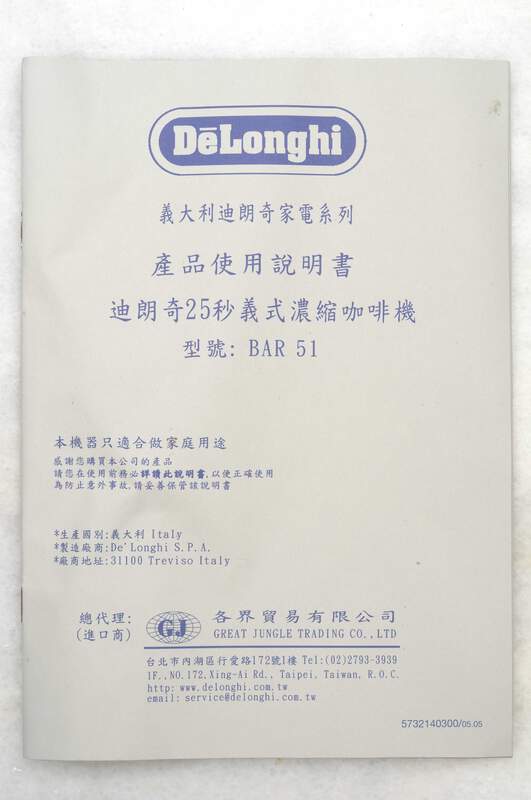 DēLonghi
義大利迪朗奇家電系列
產品使用說明書
迪朗奇25秒義式濃縮咖啡機
型號: BAR 51
本機器只適合做家庭用途
感謝您購買本公司的產品
請您在使用前務必詳讀此說明書,以便正確使用
為防止意外事故,請妥善保管該說明書
*生產國別:義大利 Italy
*製造廠商:De'Longhi S.P.A.
*廠商地址:31100 Treviso Italy
總代理:
(進口商)
GJ
各界貿易有限公司
GREAT JUNGLE TRADING CO.,LTD
台北市內湖區行愛路172號1樓 Tel:(02)2793-3939
1F.,NO.172,Xing-Ai Rd., Taipei, Taiwan, R.O.C.
http: www.delonghi.com.tw
email: service@delonghi.com.tw
5732140300/05.05